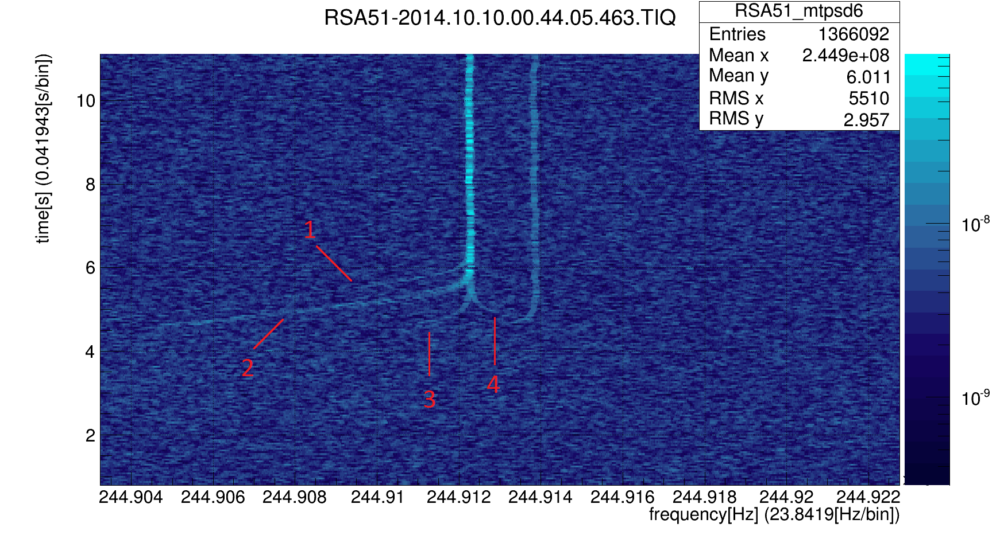 RSA51-2014.10.10.00.44.05.463.TIQ
RSA51_mtpsd6
Entries 1366092
Mean x 2.449e+08
Mean y 6.011
RMS x 5510
RMS y 2.957
time[s] (0.041943[s/bin])
10
8
6
4
2
1
2
3
4
10-8
10-9
244.904 244.906 244.908 244.91 244.912 244.914 244.916 244.918 244.92 244.922
frequency[Hz] (23.8419[Hz/bin])